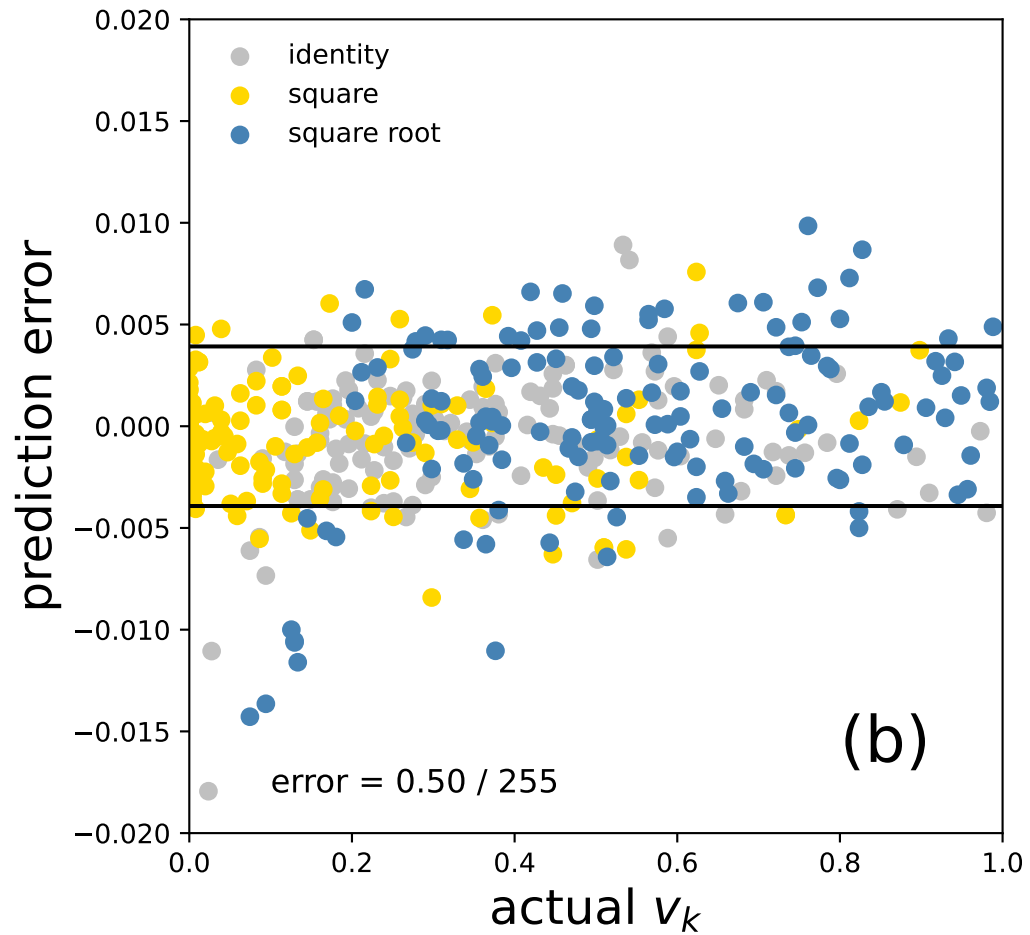 0.020
0.015
0.010
0.005
0.000
−0.005
−0.010
−0.015
−0.020
prediction error
identity
square
square root
(b)
error = 0.50 / 255
0.0 0.2 0.4 0.6 0.8 1.0
actual vₖ